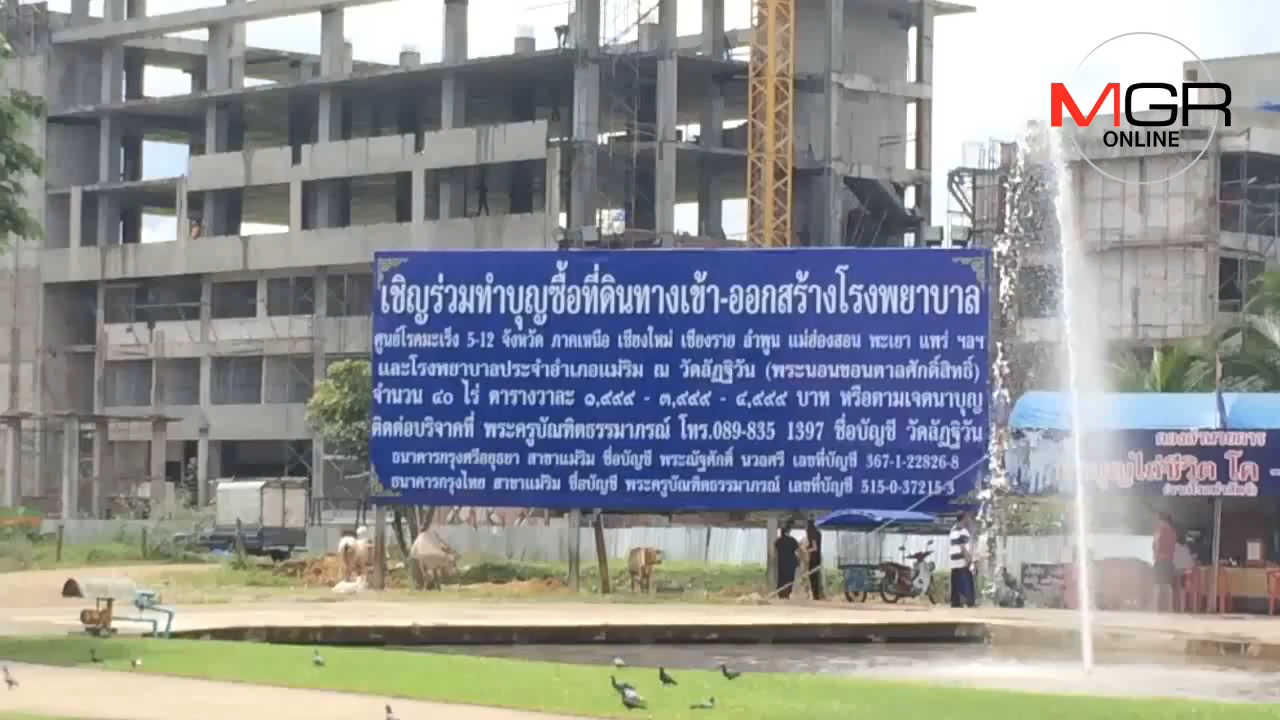 MGR
ONLINE
เชิญร่วมทำบุญซื้อที่ดินทางเข้า-ออกสร้างโรงพยาบาล
ศูนย์โรคมะเร็ง 5-12 จังหวัด ภาคเหนือ เชียงใหม่ เชียงราย ลำพูน แม่ฮ่องสอน พะเยา แพร่ ฯลฯ
และโรงพยาบาลประจำอำเภอแม่ริม ณ วัดลัฏฐิวัน (พระนอนขอนตาลศักดิ์สิทธิ์)
จำนวน ๔๐ ไร่ ตารางวาละ ๑,๙๙๙ - ๓,๙๙๙ - ๔,๙๙๙ บาท หรือตามเจตนาบุญ
ติดต่อบริจาคที่ พระครูบัณฑิตธรรมาภรณ์ โทร.089-835 1397 ชื่อบัญชี วัดลัฏฐิวัน
ธนาคารกรุงศรีอยุธยา สาขาแม่ริม ชื่อบัญชี พระณัฐศักดิ์ นวลศรี เลขที่บัญชี 367-1-22826-8
ธนาคารกรุงไทย สาขาแม่ริม ชื่อบัญชี พระครูบัณฑิตธรรมาภรณ์ เลขที่บัญชี 515-0-37215-3
กองอำนวยการ
ไถ่ชีวิต โค